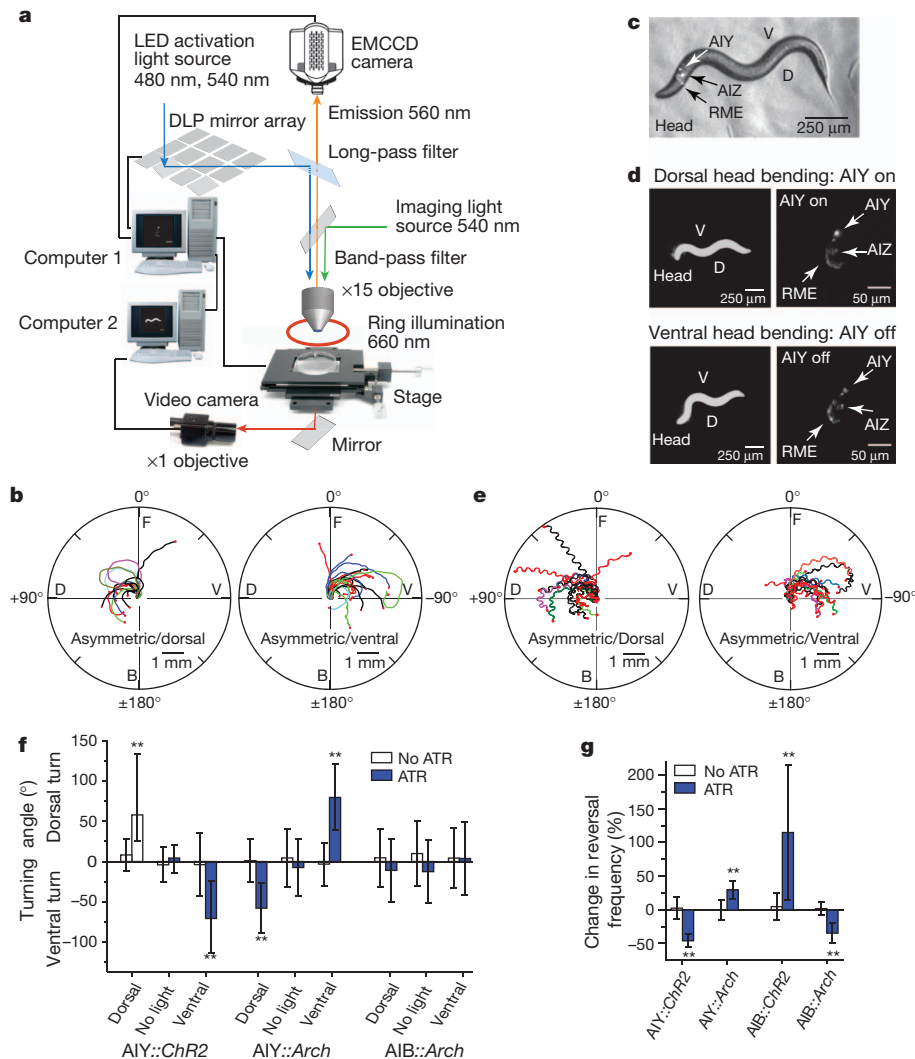 a
LED activation
light source
480 nm, 540 nm
EMCCD
camera
DLP mirror array
Emission 560 nm
Long-pass filter
Imaging light
source 540 nm
Computer 1
Band-pass filter
×15 objective
Computer 2
Ring illumination
660 nm
Video camera
Stage
Mirror
×1 objective
c
AIY
V
D
AIZ
RME
Head
250 μm
d
Dorsal head bending: AIY on
V
D
Head
250 μm
AIY on
AIY
AIZ
RME
50 μm
Ventral head bending: AIY off
V
D
Head
250 μm
AIY off
AIY
AIZ
RME
50 μm
b
0°
F
D
V
+90°
Asymmetric/dorsal
1 mm
B
±180°
0°
F
D
V
−90°
Asymmetric/ventral
1 mm
B
±180°
e
0°
F
D
V
+90°
Asymmetric/Dorsal
1 mm
B
±180°
0°
F
D
V
−90°
Asymmetric/Ventral
1 mm
B
±180°
f
Turning angle (°)
Ventral turn Dorsal turn
150
100
50
0
−50
−100
No ATR
ATR
**
**
**
**
Dorsal
No light
Ventral
Dorsal
No light
Ventral
Dorsal
No light
Ventral
AIY::ChR2
AIY::Arch
AIB::Arch
g
Change in reversal
frequency (%)
200
150
100
50
0
−50
No ATR
ATR
**
**
**
**
AIY::ChR2
AIY::Arch
AIB::ChR2
AIB::Arch